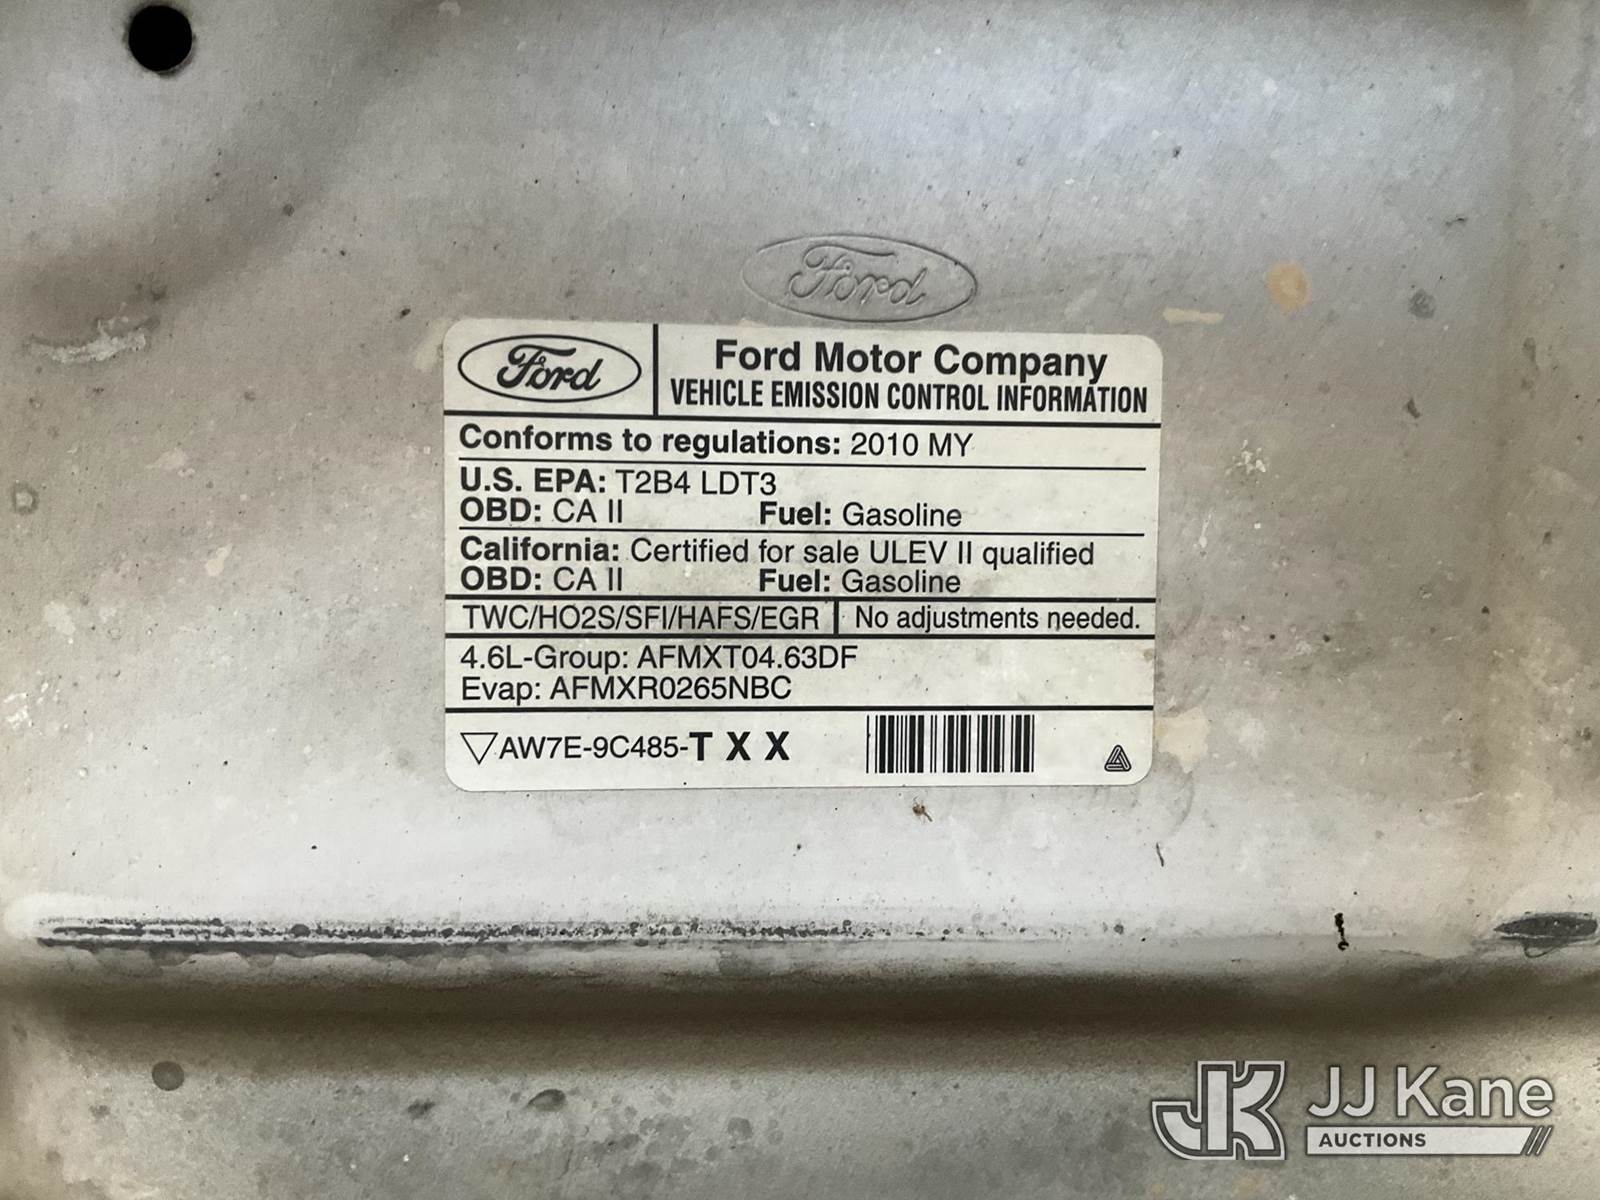 Ford
Ford
Ford Motor Company
VEHICLE EMISSION CONTROL INFORMATION
Conforms to regulations: 2010 MY
U.S. EPA: T2B4 LDT3
OBD: CA II Fuel: Gasoline
California: Certified for sale ULEV II qualified
OBD: CA II Fuel: Gasoline
TWC/HO2S/SFI/HAFS/EGR No adjustments needed.
4.6L-Group: AFMXT04.63DF
Evap: AFMXR0265NBC
AW7E-9C485-T X X
JK JJ Kane
AUCTIONS